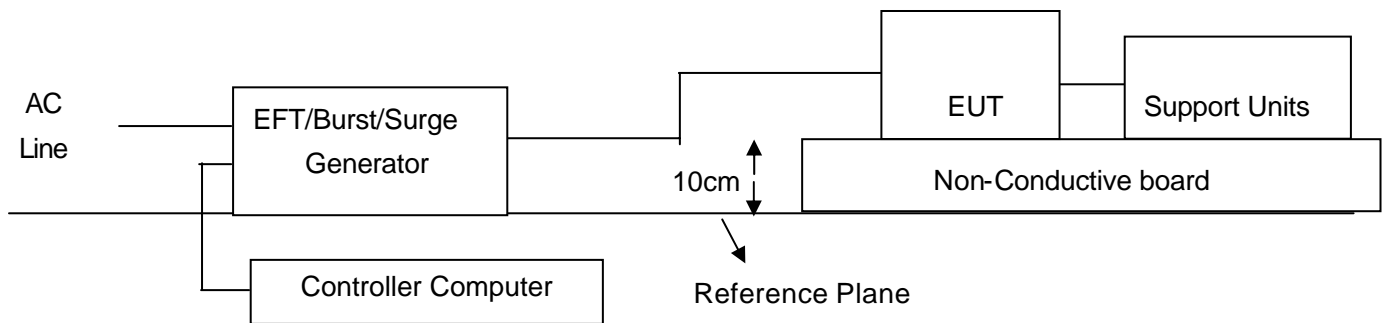 AC
Line
EFT/Burst/Surge
Generator
EUT
Support Units
10cm
Non-Conductive board
Controller Computer
Reference Plane